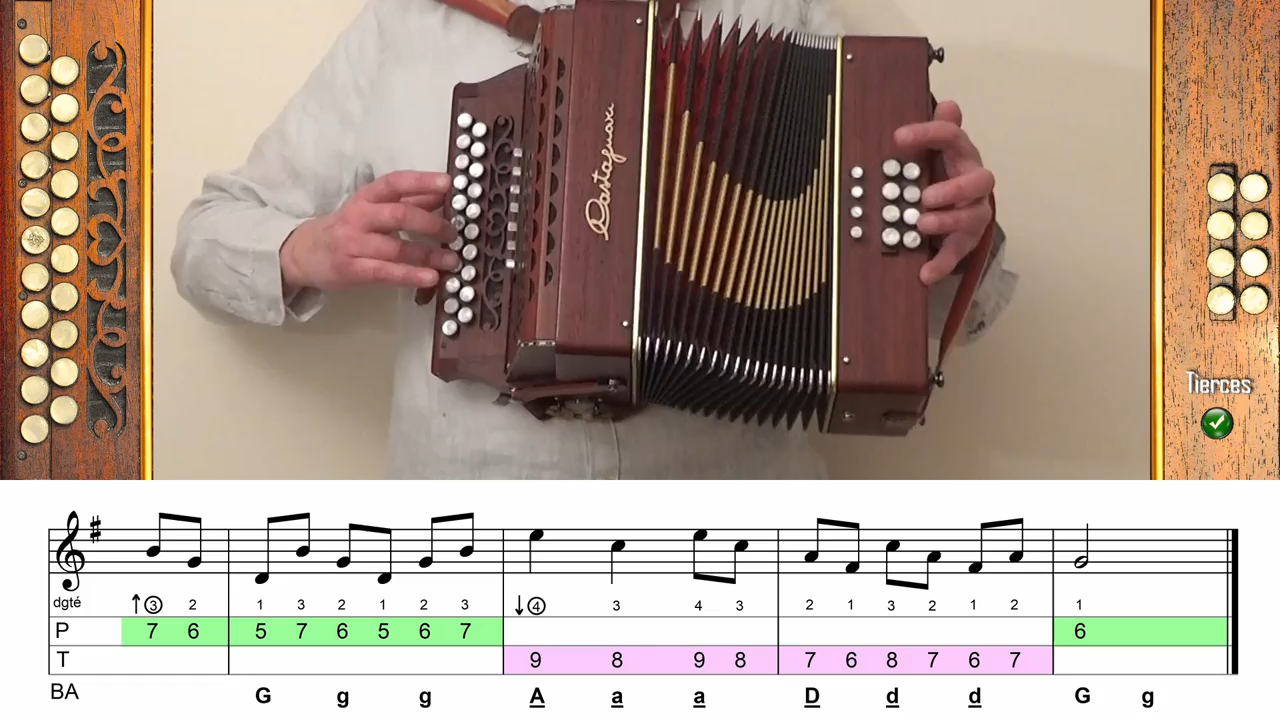 Castagnari
Tierces
dgté ↑ 3 2 1 3 2 1 2 3 ↓ 4 3 4 3 2 1 3 2 1 2 1
P 7 6 5 7 6 5 6 7 6
T 9 8 9 8 7 6 8 7 6 7
BA G g g A a a D d d G g